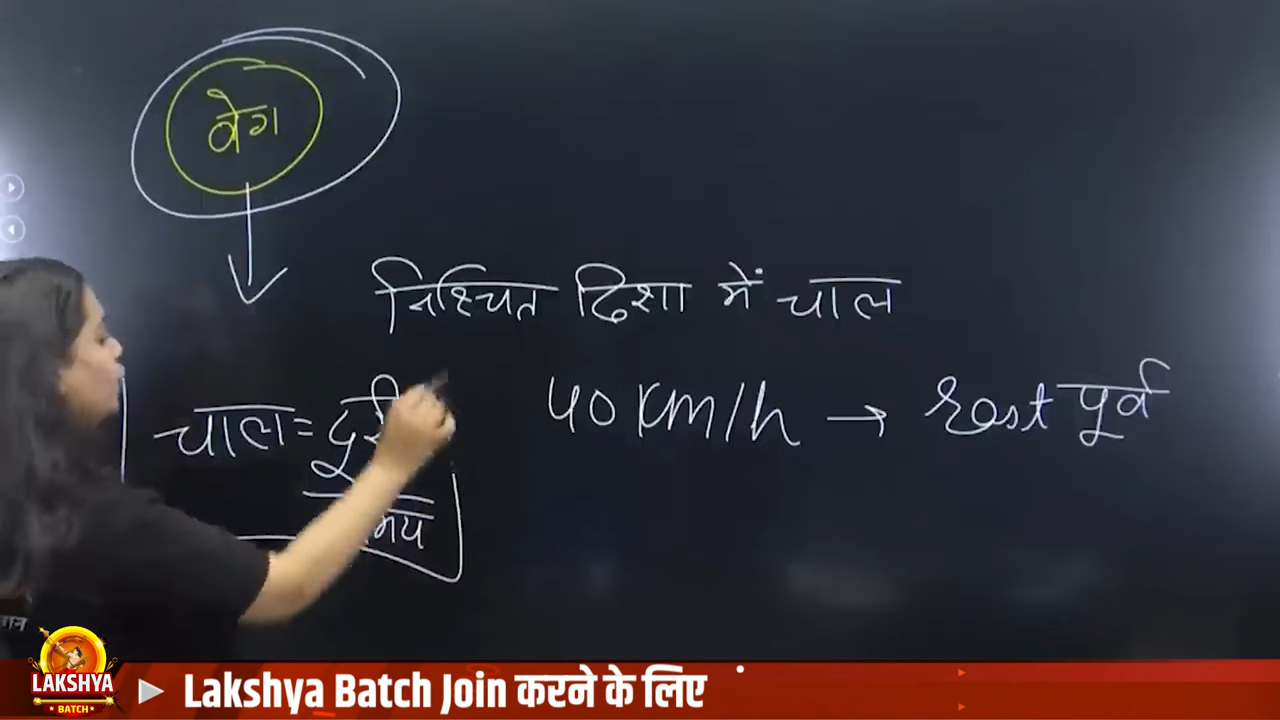 वेग
निश्चित दिशा में चाल
चाल = दूरी
समय
40 Km/h → East पूर्व
LAKSHYA
BATCH
Lakshya Batch Join करने के लिए